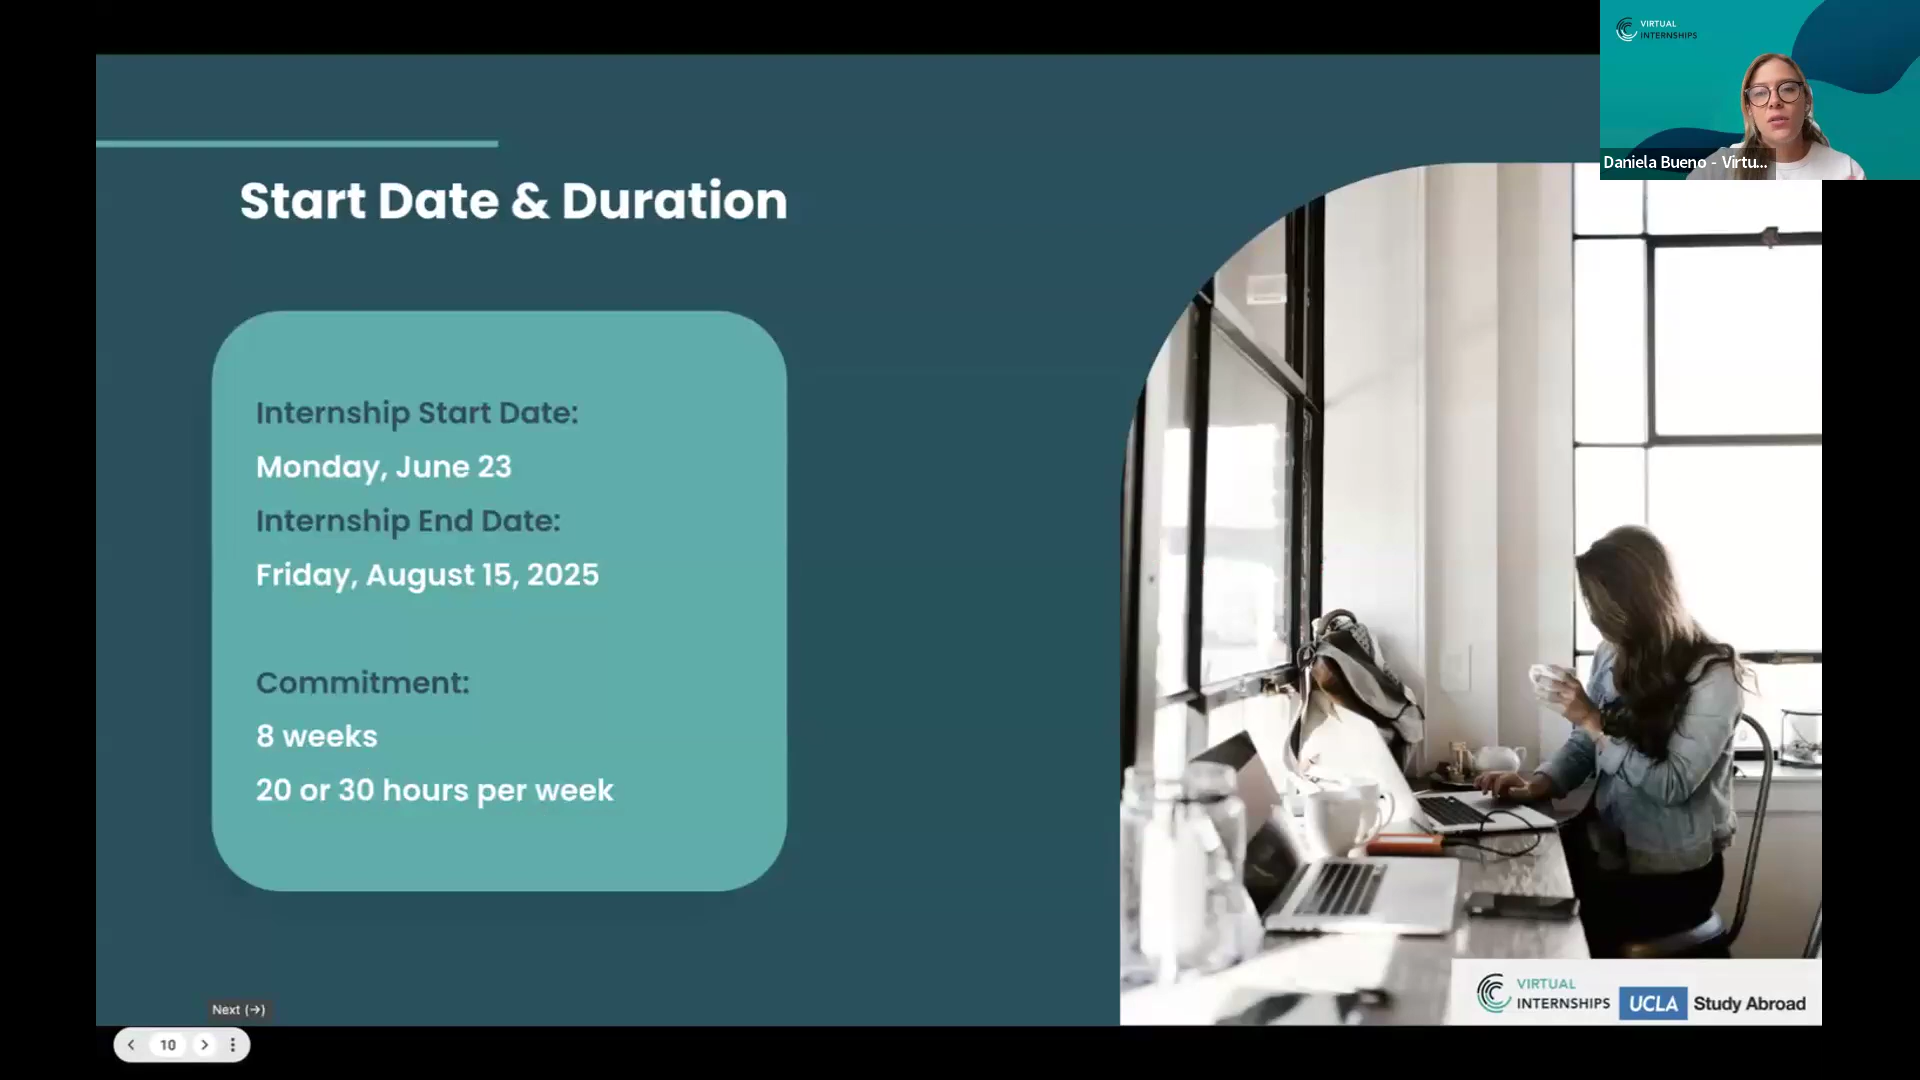 VIRTUAL
INTERNSHIPS
Daniela Bueno - Virtu...
Start Date & Duration
Internship Start Date:
Monday, June 23
Internship End Date:
Friday, August 15, 2025
Commitment:
8 weeks
20 or 30 hours per week
VIRTUAL
INTERNSHIPS
UCLA Study Abroad
Next (→)
10